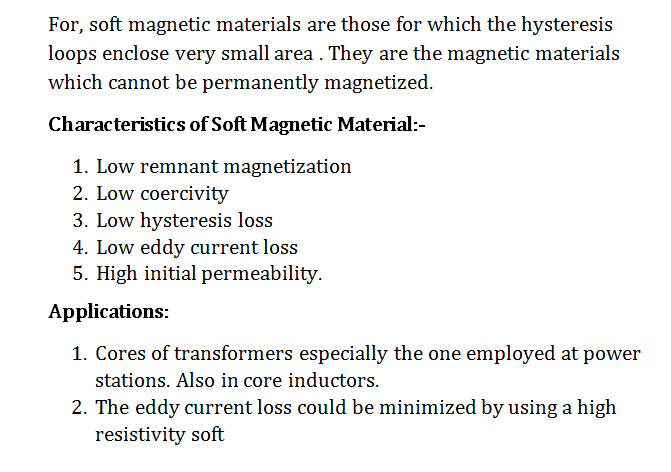 For, soft magnetic materials are those for which the hysteresis
loops enclose very small area . They are the magnetic materials
which cannot be permanently magnetized.
Characteristics of Soft Magnetic Material:-
1. Low remnant magnetization
2. Low coercivity
3. Low hysteresis loss
4. Low eddy current loss
5. High initial permeability.
Applications:
1. Cores of transformers especially the one employed at power
stations. Also in core inductors.
2. The eddy current loss could be minimized by using a high
resistivity soft